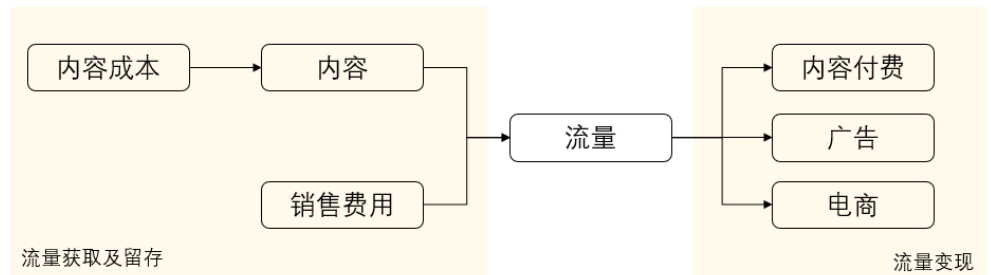 内容成本
内容
内容付费
流量
广告
销售费用
电商
流量获取及留存
流量变现